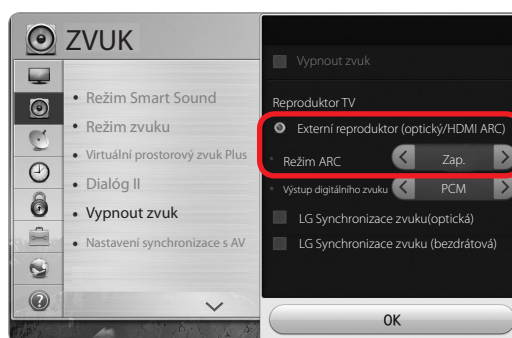 ZVUK
• Režim Smart Sound
• Režim zvuku
• Virtuální prostorový zvuk Plus
• Dialóg II
• Vypnout zvuk
• Nastavení synchronizace s AV
Vypnout zvuk
Reproduktor TV
Externí reproduktor (optický/HDMI ARC)
• Režim ARC < Zap. >
• Výstup digitálního zvuku < PCM >
LG Synchronizace zvuku(optická)
LG Synchronizace zvuku (bezdrátová)
OK